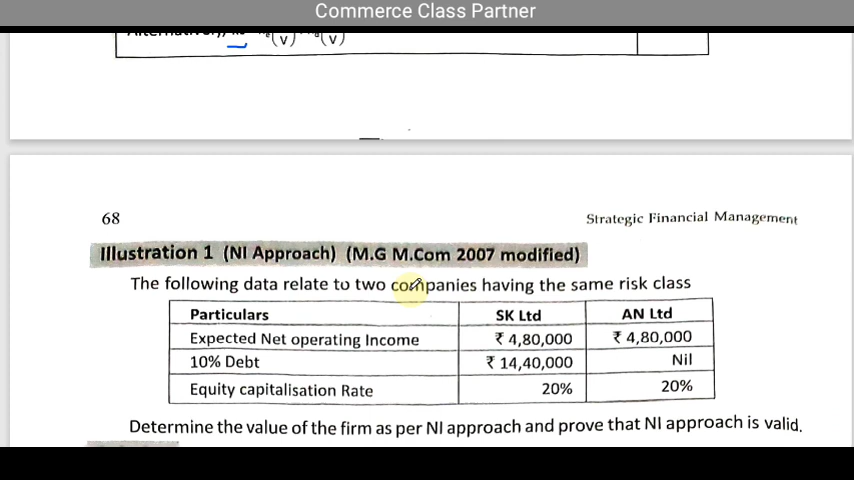 Commerce Class Partner
(V) (V)
68
Strategic Financial Management
Illustration 1 (NI Approach) (M.G M.Com 2007 modified)
The following data relate to two companies having the same risk class
Particulars SK Ltd AN Ltd
Expected Net operating Income ₹ 4,80,000 ₹ 4,80,000
10% Debt ₹ 14,40,000 Nil
Equity capitalisation Rate 20% 20%
Determine the value of the firm as per NI approach and prove that NI approach is valid.